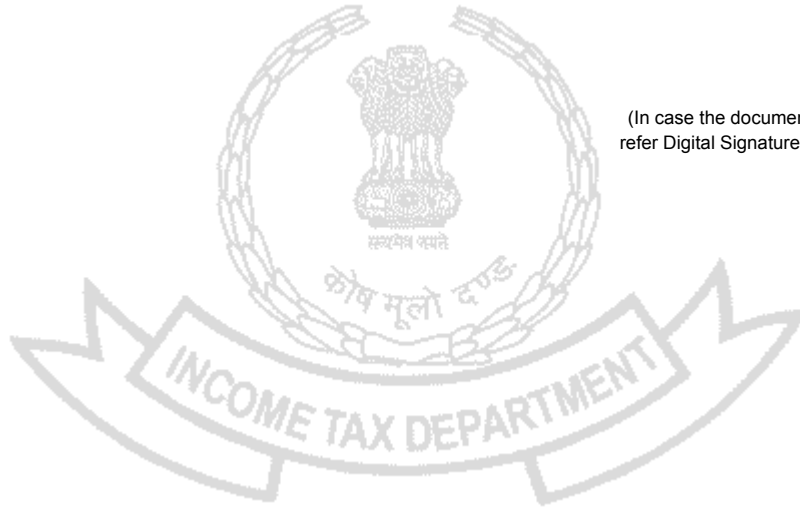 (In case the documen
refer Digital Signature
सत्यमेव जयते
कोष मूलो दण्ड:
INCOME TAX DEPARTMENT